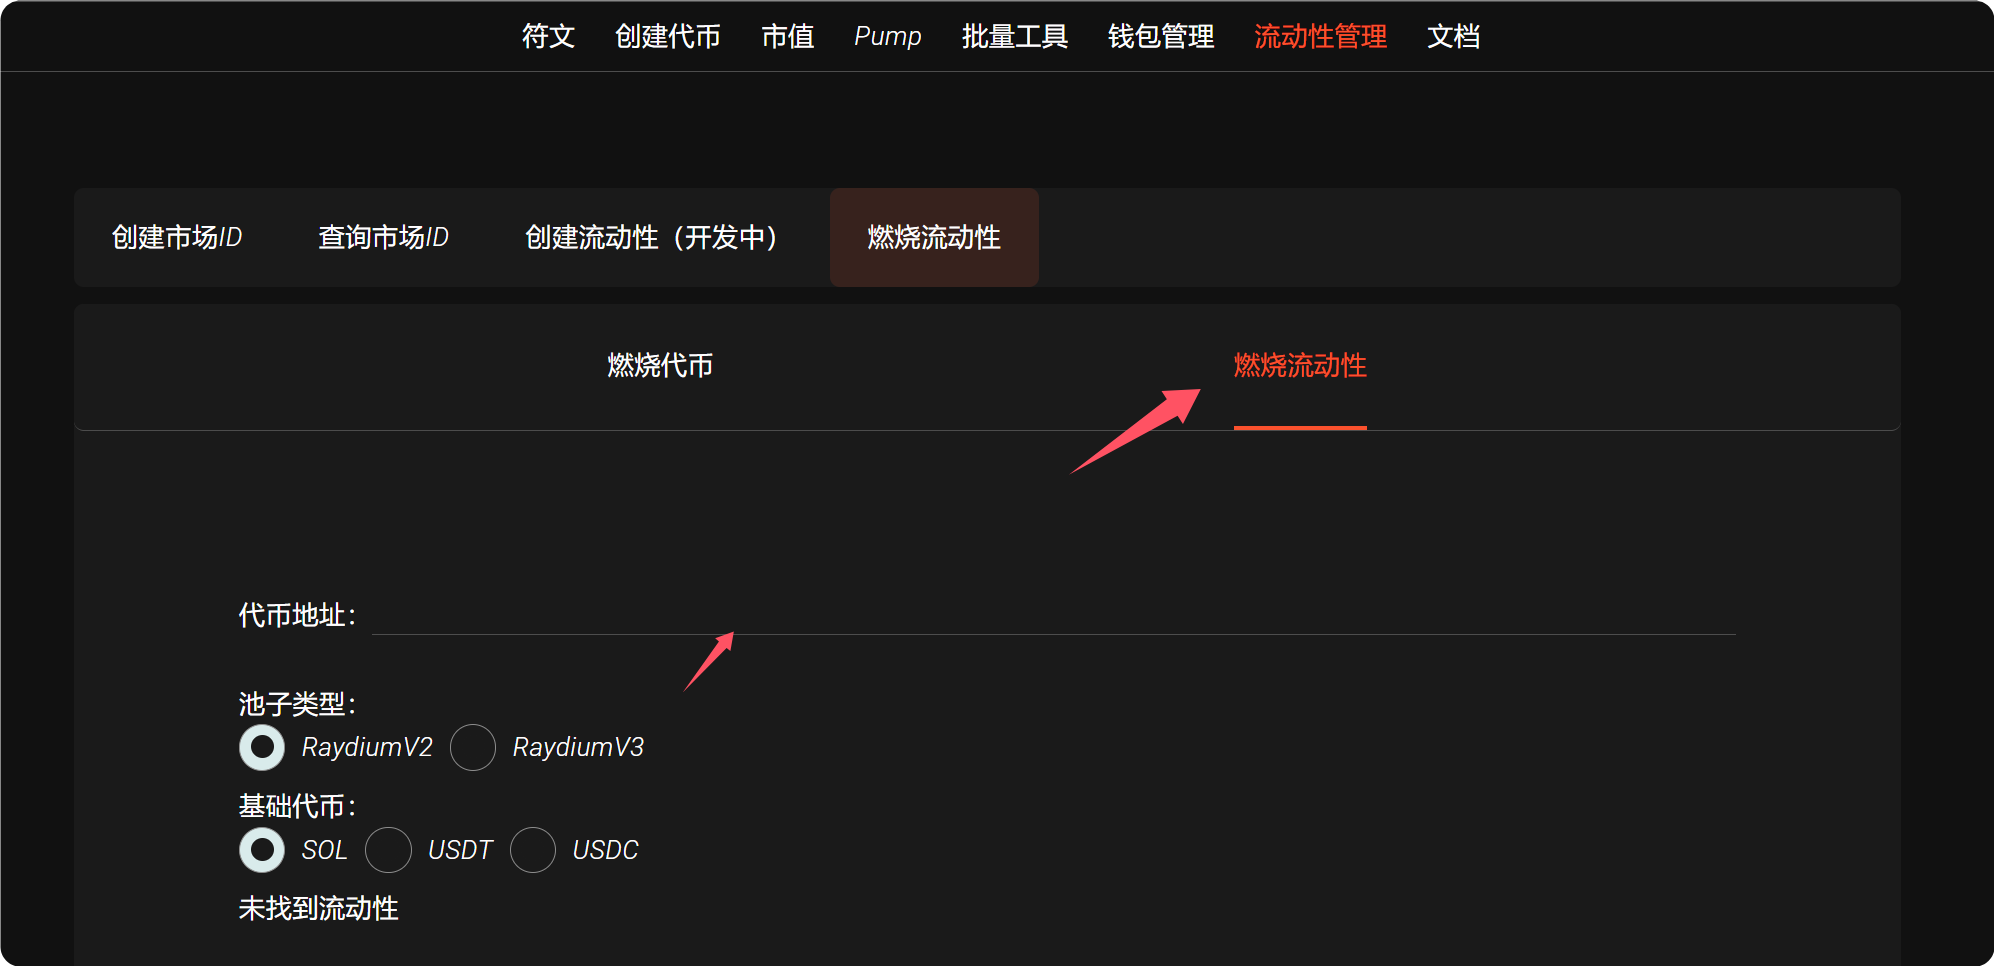 符文 创建代币 市值 Pump 批量工具 钱包管理 流动性管理 文档
创建市场ID 查询市场ID 创建流动性（开发中） 燃烧流动性
燃烧代币 燃烧流动性
代币地址：
池子类型：
RaydiumV2 RaydiumV3
基础代币：
SOL USDT USDC
未找到流动性